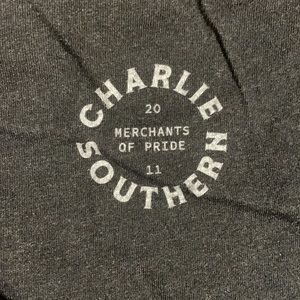 CHARLIE
20
MERCHANTS
OF PRIDE
11
SOUTHERN